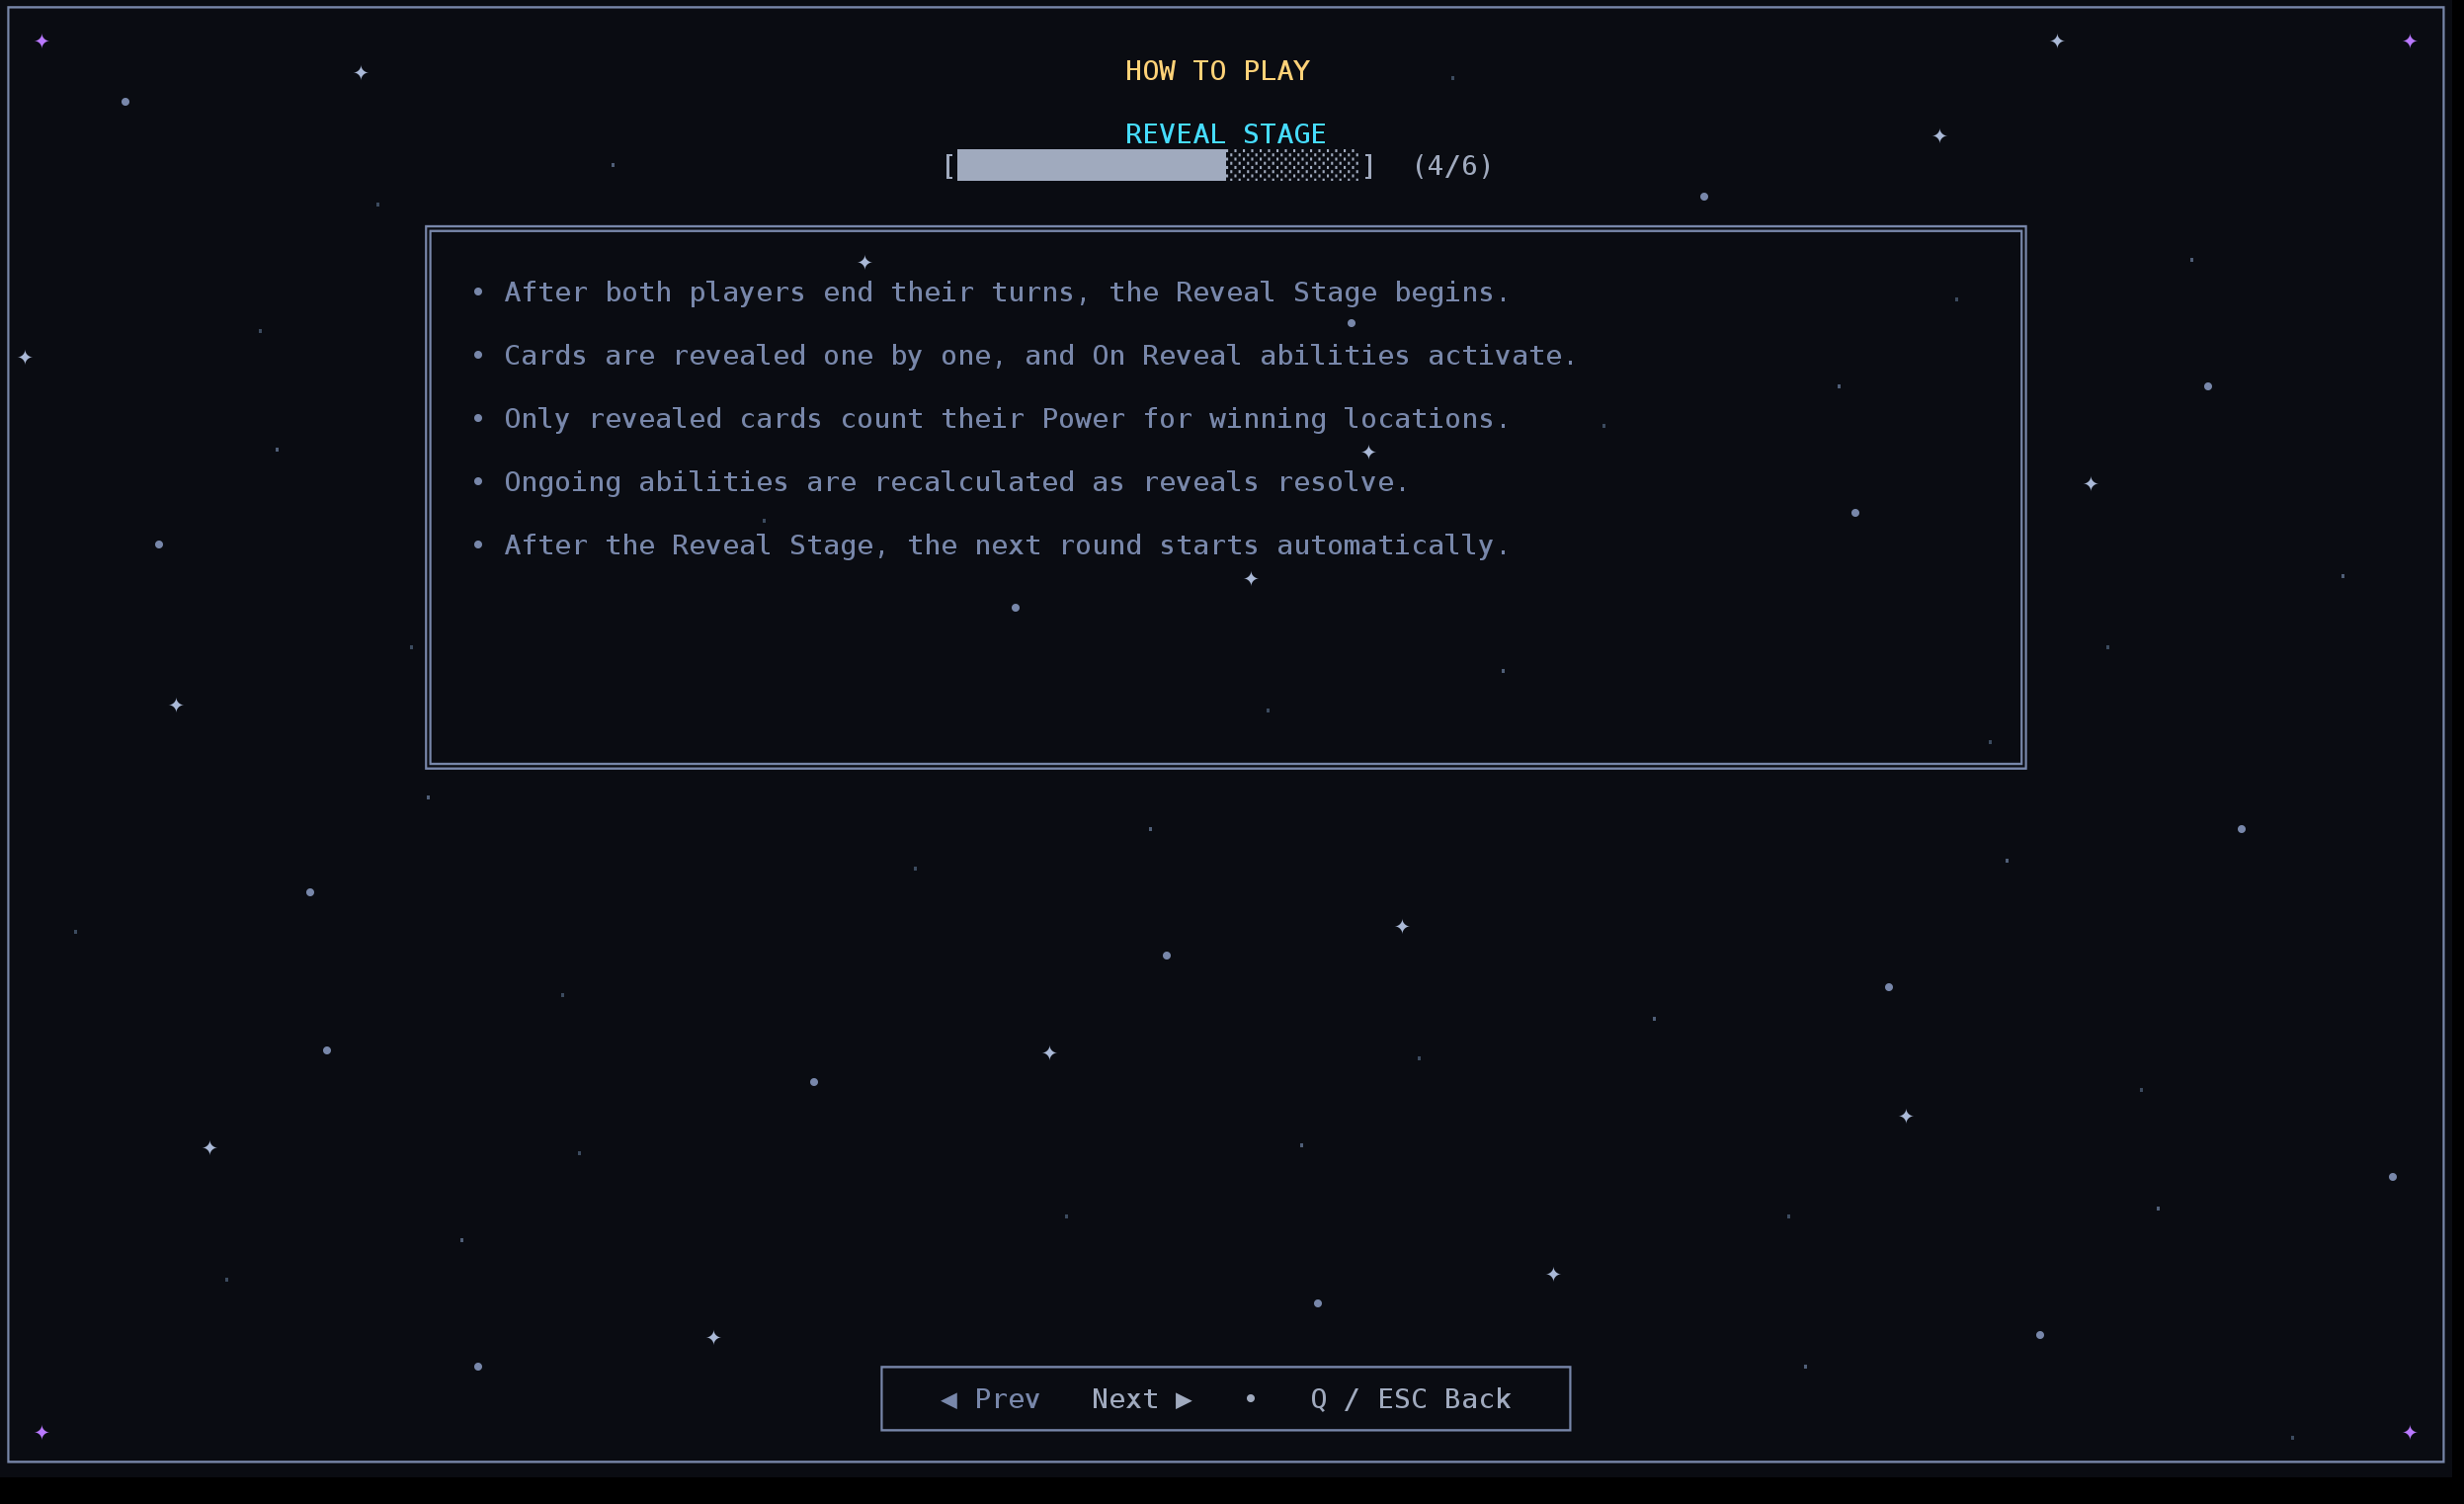 HOW TO PLAY
REVEAL STAGE
[████████████████░░░░░░░░] (4/6)
• After both players end their turns, the Reveal Stage begins.
• Cards are revealed one by one, and On Reveal abilities activate.
• Only revealed cards count their Power for winning locations.
• Ongoing abilities are recalculated as reveals resolve.
• After the Reveal Stage, the next round starts automatically.
◀ Prev Next ▶ • Q / ESC Back